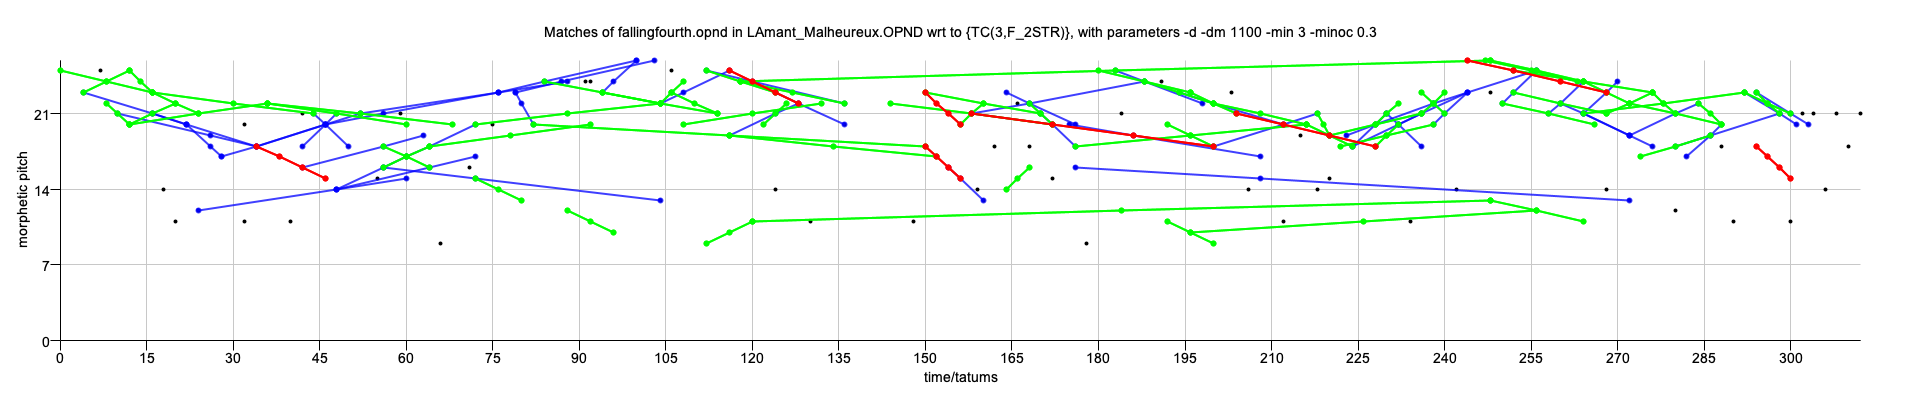 Matches of fallingfourth.opnd in LAmant_Malheureux.OPND wrt to {TC(3,F_2STR)}, with parameters -d -dm 1100 -min 3 -minoc 0.3
morphetic pitch
21
14
7
0
0 15 30 45 60 75 90 105 120 135 150 165 180 195 210 225 240 255 270 285 300
time/tatums